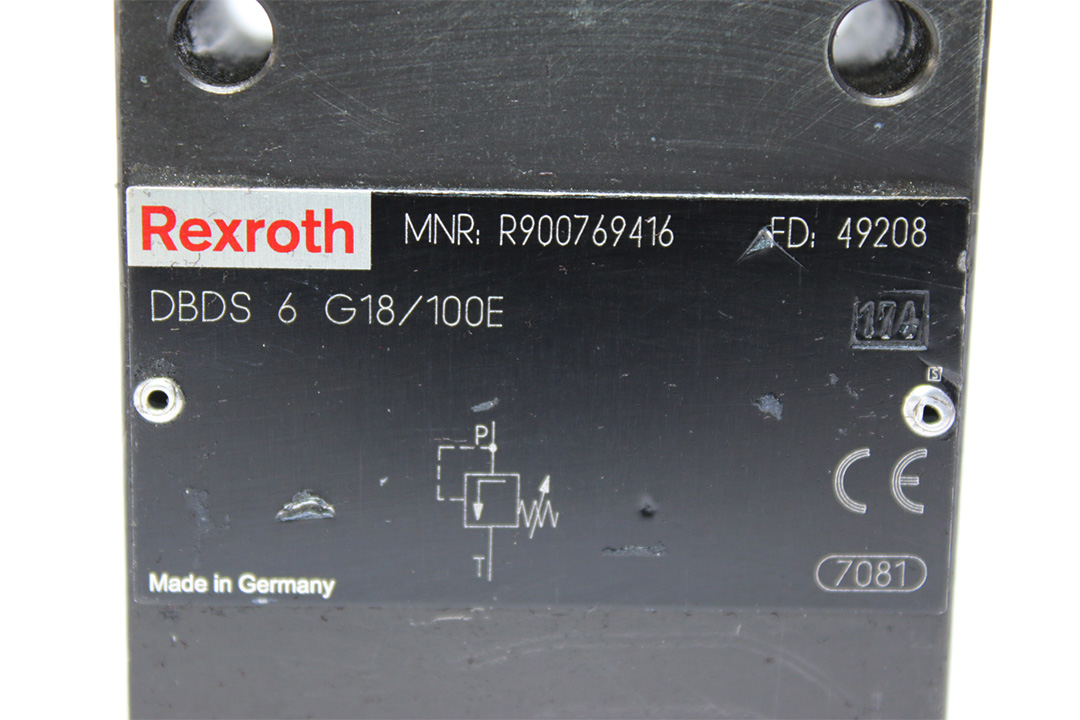 Rexroth MNR: R900769416 FD: 49208
DBDS 6 G18/100E
17A
S
P
CE
T
Made in Germany
7081